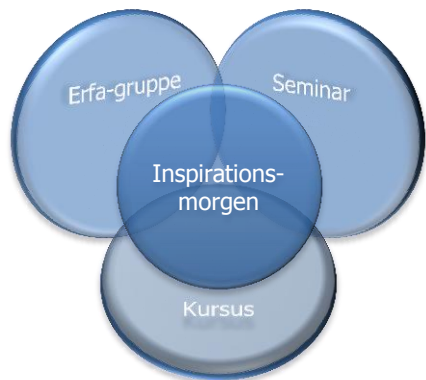 Erfa-gruppe
Seminar
Inspirations-
morgen
Kursus